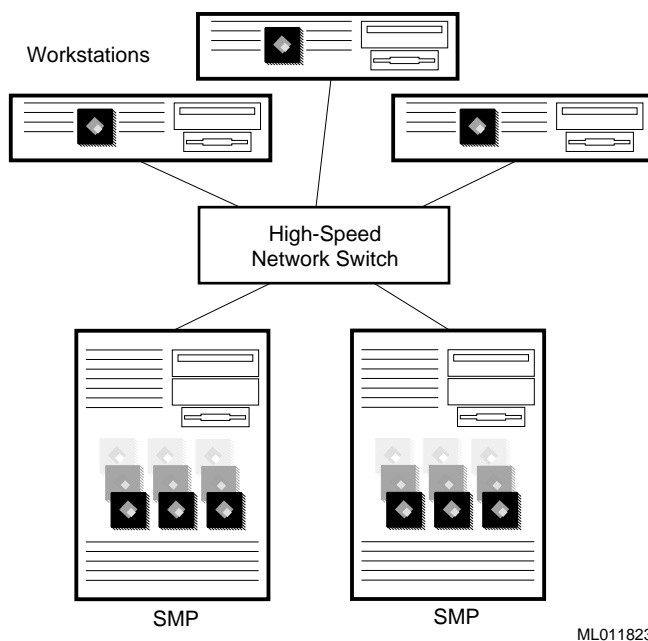 Workstations
High-Speed
Network Switch
SMP
SMP
ML011823